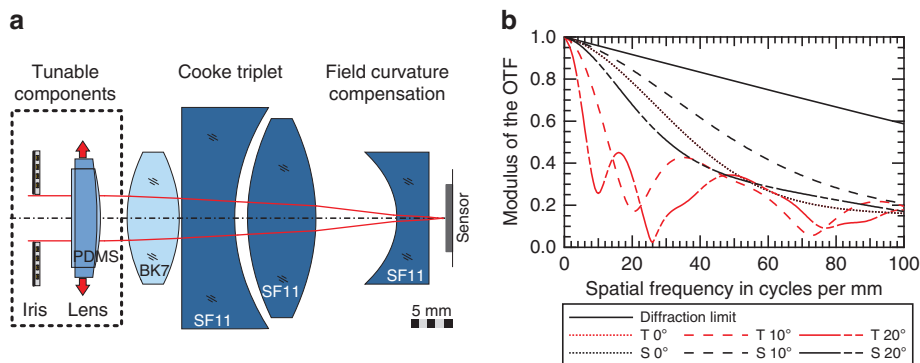 a
Tunable
components
Cooke triplet
Field curvature
compensation
PDMS
BK7
SF11
SF11
SF11
Sensor
Iris
Lens
5 mm
b
Modulus of the OTF
1.0
0.8
0.6
0.4
0.2
0.0
0
20
40
60
80
100
Spatial frequency in cycles per mm
Diffraction limit
T 0°
T 10°
T 20°
S 0°
S 10°
S 20°